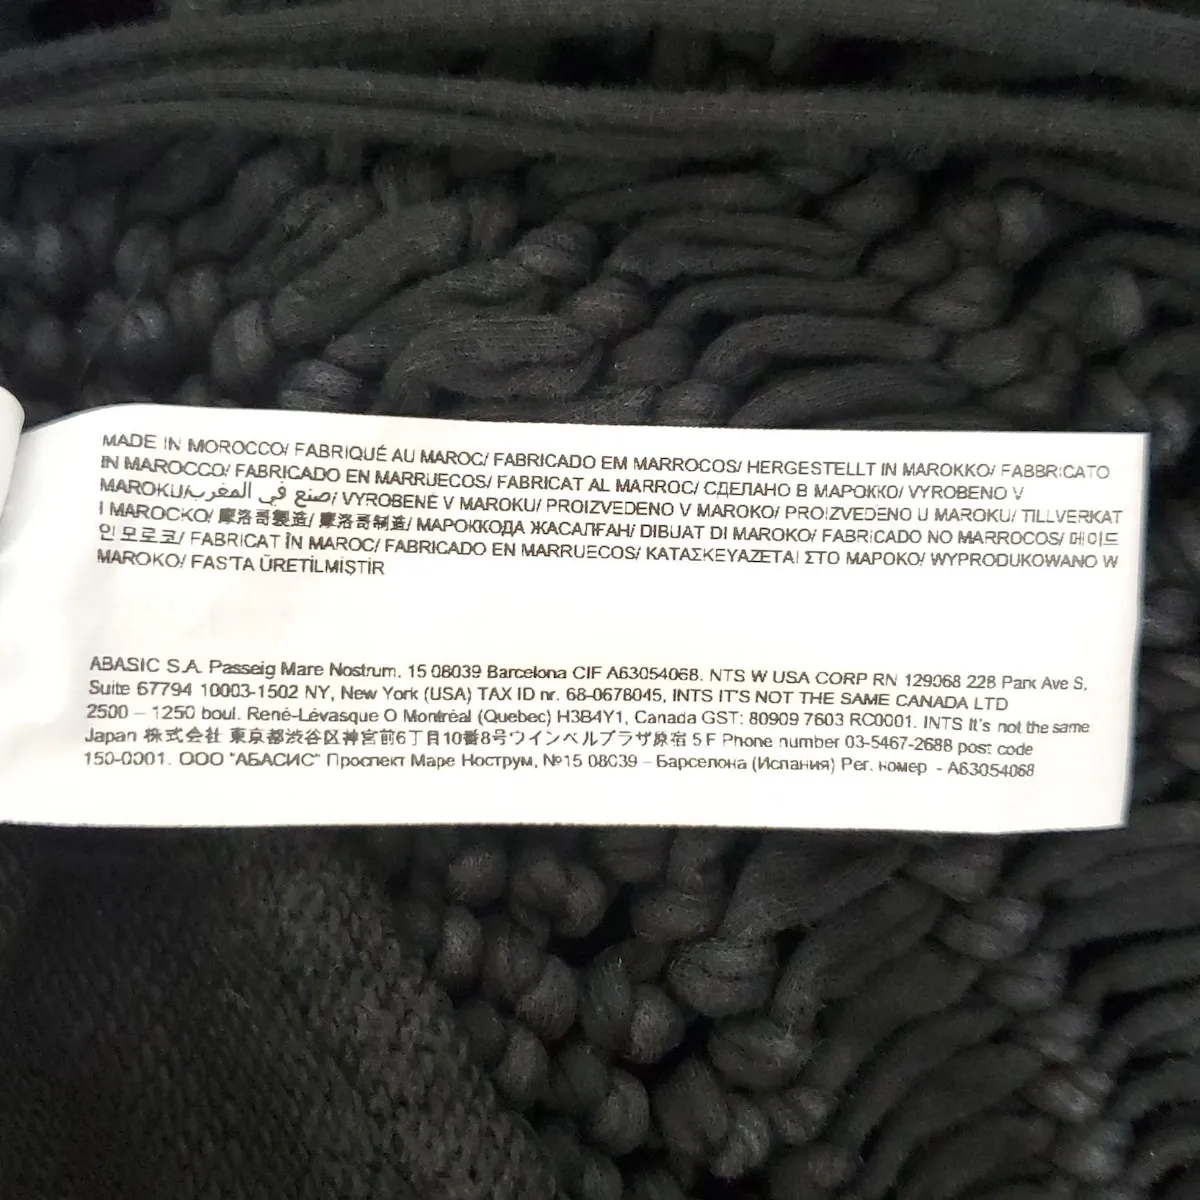 MADE IN MOROCCO/ FABRIQUÉ AU MAROC/ FABRICADO EM MARROCOS/ HERGESTELLT IN MAROKKO/ FABBRICATO
IN MAROCCO/ FABRICADO EN MARRUECOS/ FABRICAT AL MARROC/ СДЕЛАНО В МАРОККО/ VYROBENO V
MAROKU/صنع في المغرب/ VYROBENÉ V MAROKU/ PROIZVEDENO V MAROKO/ PROIZVEDENO U MAROKU/ TILLVERKAT
I MAROCKO/ 摩洛哥製造/ 摩洛哥制造/ МАРОККОДА ЖАСАЛҒАН/ DIBUAT DI MAROKO/ FABRICADO NO MARROCOS/ 메이드
인 모로코/ FABRICAT ÎN MAROC/ FABRICADO EN MARRUECOS/ ΚΑΤΑΣΚΕΥΑΖΕΤΑΙ ΣΤΟ ΜΑΡΟΚΟ/ WYPRODUKOWANO W
MAROKO/ FAS'TA ÜRETİLMİŞTİR
ABASIC S.A. Passeig Mare Nostrum, 15 08039 Barcelona CIF A63054068. NTS W USA CORP RN 129068 228 Park Ave S,
Suite 67794 10003-1502 NY, New York (USA) TAX ID nr. 68-0678045, INTS IT'S NOT THE SAME CANADA LTD
2500 – 1250 boul. René-Lévesque O Montréal (Quebec) H3B4Y1, Canada GST: 80909 7603 RC0001. INTS It's not the same
Japan 株式会社 東京都渋谷区神宮前6丁目10番8号ウインベルプラザ原宿 5 F Phone number 03-5467-2688 post code
150-0001. ООО "АБАСИС" Проспект Маре Нострум, №15 08039 – Барселона (Испания) Рег. номер - А63054068